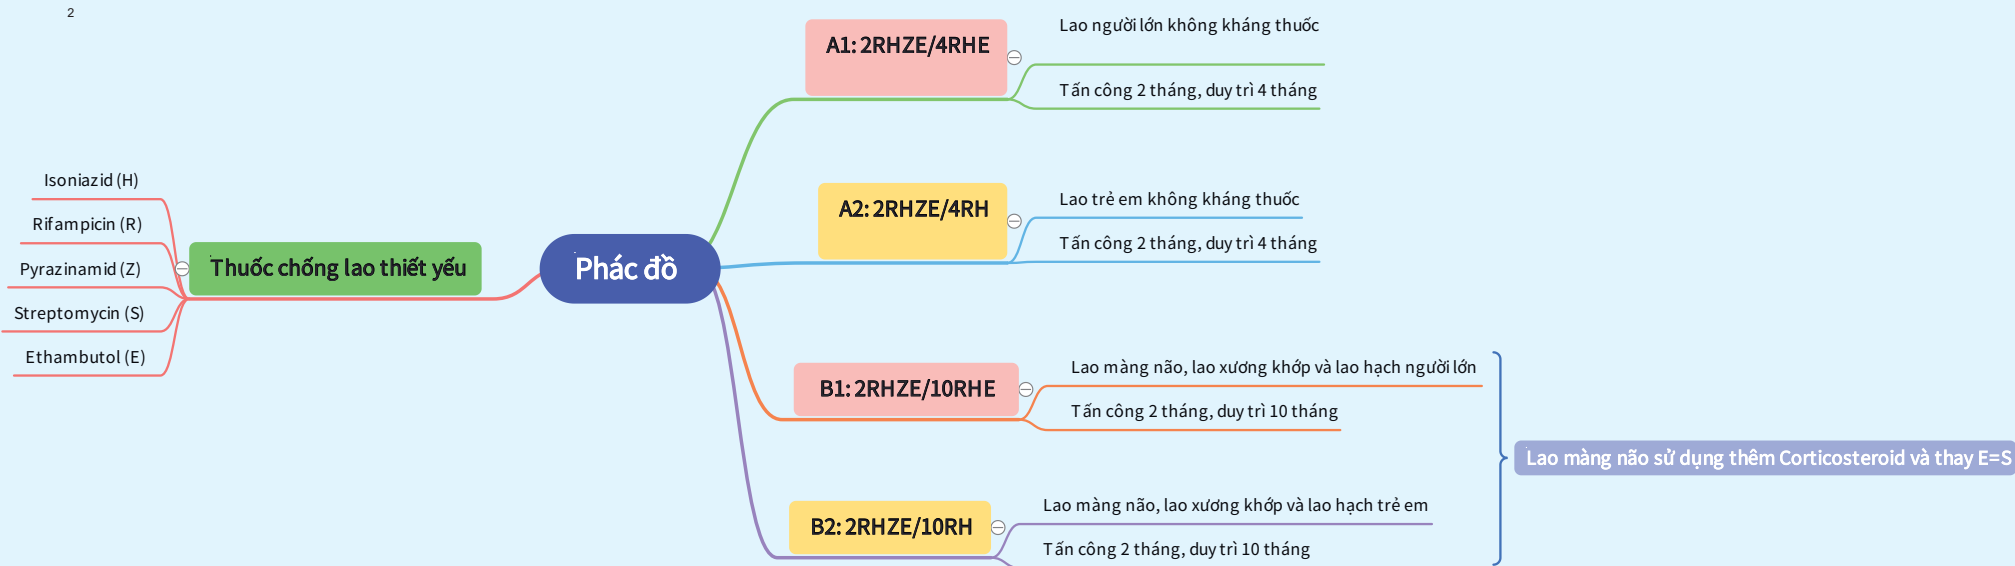 2
Phác đồ
Thuốc chống lao thiết yếu
Isoniazid (H)
Rifampicin (R)
Pyrazinamid (Z)
Streptomycin (S)
Ethambutol (E)
A1: 2RHZE/4RHE
Lao người lớn không kháng thuốc
Tấn công 2 tháng, duy trì 4 tháng
A2: 2RHZE/4RH
Lao trẻ em không kháng thuốc
Tấn công 2 tháng, duy trì 4 tháng
B1: 2RHZE/10RHE
Lao màng não, lao xương khớp và lao hạch người lớn
Tấn công 2 tháng, duy trì 10 tháng
B2: 2RHZE/10RH
Lao màng não, lao xương khớp và lao hạch trẻ em
Tấn công 2 tháng, duy trì 10 tháng
Lao màng não sử dụng thêm Corticosteroid và thay E=S